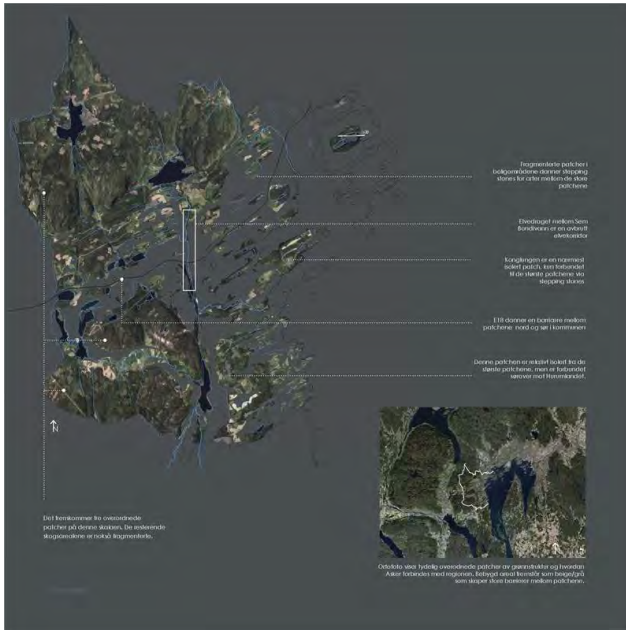 Fragmenterte patcher i
boligområdene danner stepping
stones for arter mellom de store
patchene
Elvedraget mellom Sem
Bondivann er en avbrutt
elvekorridor
Konglungen er en nærmest
isolert patch, kun forbundet
til de største patchene via
stepping stones
E18 danner en barriere mellom
patchene nord og sør i kommunen
Denne patchen er relativt isolert fra de
største patchene, men er forbundet
sørover mot Hurumlandet.
N
Det fremkommer tre overordnede
patcher på denne skalaen. De resterende
skogsarealene er nokså fragmenterte.
Ortofoto viser tydelig overordnede patcher av grønnstruktur og hvordan
Asker forbindes med regionen. Bebygd areal fremstår som beige/grå
som skaper store barrierer mellom patchene.